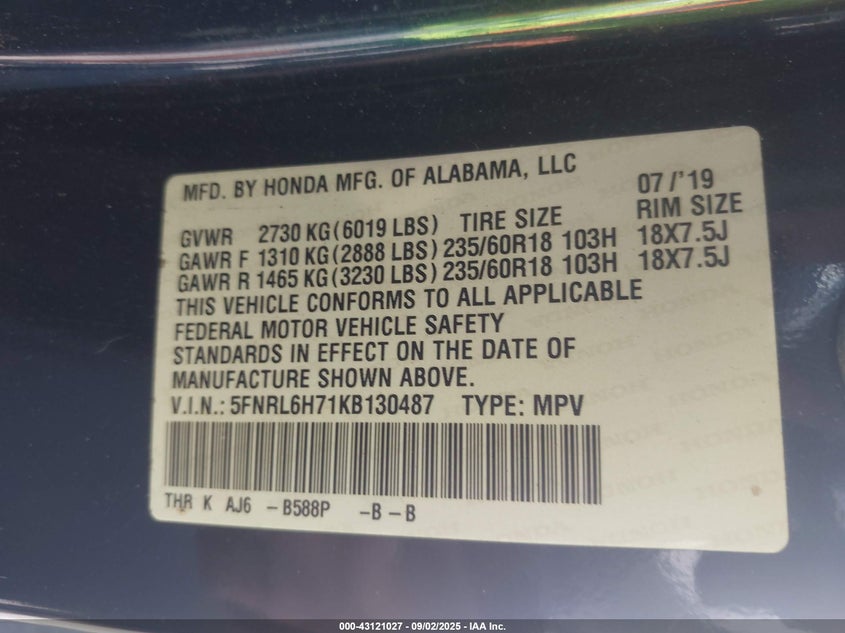 MFD. BY HONDA MFG. OF ALABAMA, LLC 07/'19
GVWR 2730 KG(6019 LBS) TIRE SIZE RIM SIZE
GAWR F 1310 KG(2888 LBS) 235/60R18 103H 18X7.5J
GAWR R 1465 KG(3230 LBS) 235/60R18 103H 18X7.5J
THIS VEHICLE CONFORMS TO ALL APPLICABLE
FEDERAL MOTOR VEHICLE SAFETY
STANDARDS IN EFFECT ON THE DATE OF
MANUFACTURE SHOWN ABOVE.
V.I.N.: 5FNRL6H71KB130487 TYPE: MPV
THR K AJ6 -B588P -B -B
000-43121027 - 09/02/2025 - IAA Inc.